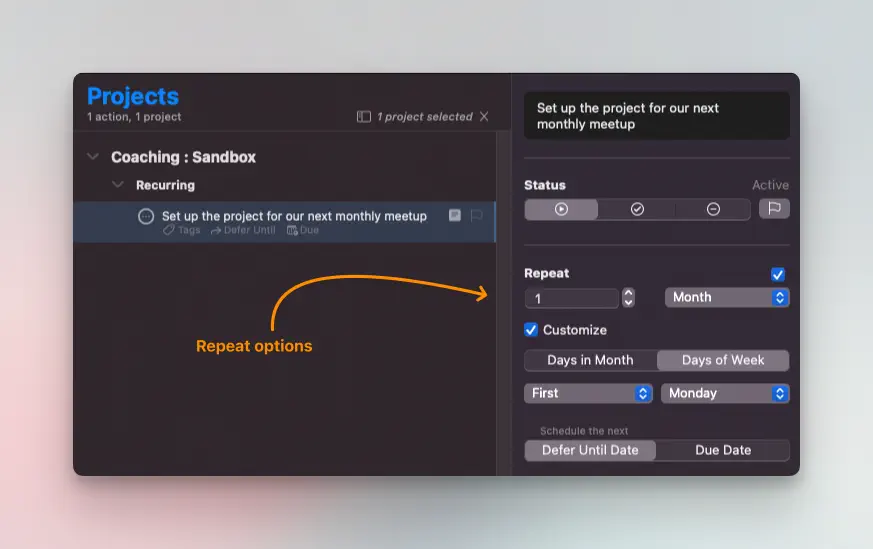 Projects
1 action, 1 project
1 project selected
Coaching : Sandbox
Recurring
Set up the project for our next monthly meetup
Tags Defer Until Due
Repeat options
Set up the project for our next
monthly meetup
Status Active
Repeat
1 Month
Customize
Days in Month Days of Week
First Monday
Schedule the next
Defer Until Date Due Date